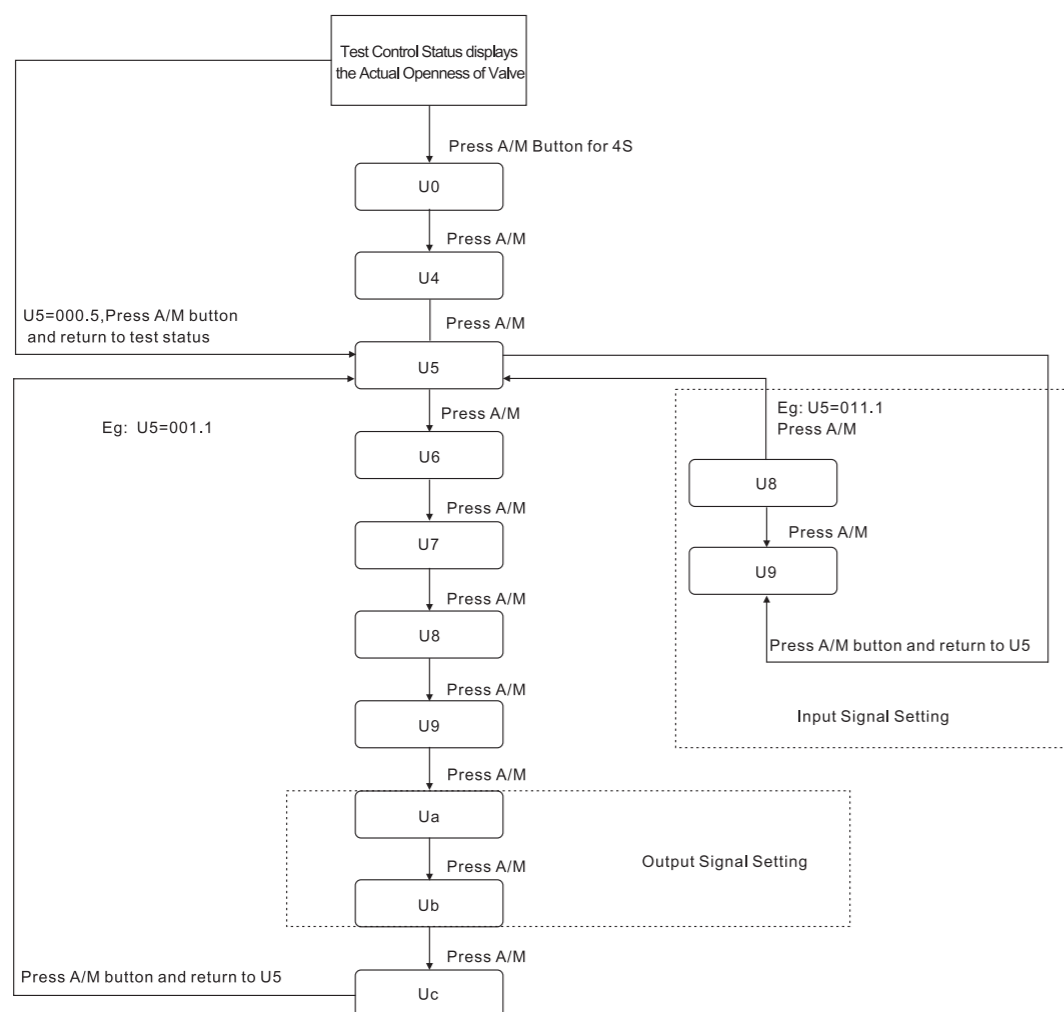 Test Control Status displays
the Actual Openness of Valve
Press A/M Button for 4S
U0
Press A/M
U4
U5=000.5,Press A/M button
and return to test status
Press A/M
U5
Press A/M
Eg: U5=001.1
Eg: U5=011.1
Press A/M
U6
U8
Press A/M
Press A/M
U7
U9
Press A/M
U8
Press A/M button and return to U5
Press A/M
U9
Input Signal Setting
Press A/M
Ua
Output Signal Setting
Press A/M
Ub
Press A/M
Press A/M button and return to U5
Uc